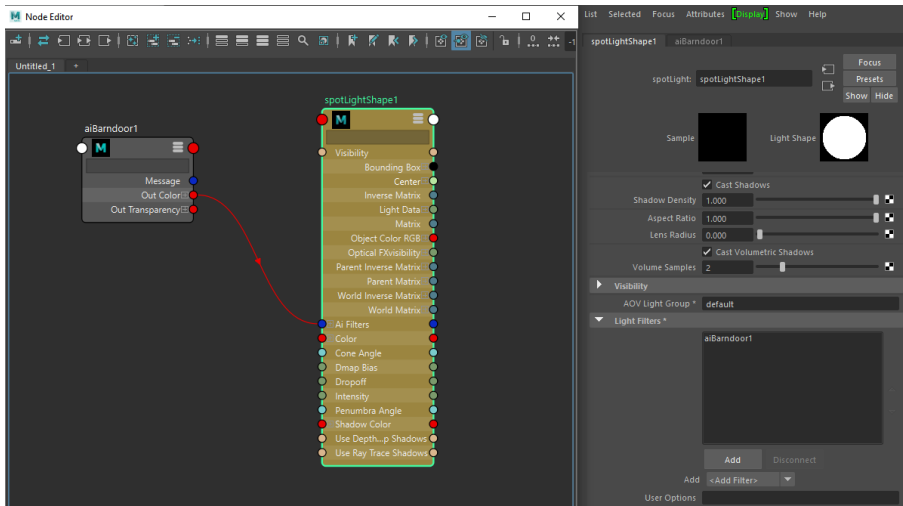 Node Editor
Untitled_1
+
aiBarndoor1
Message
Out Color
Out Transparency
spotLightShape1
Visibility
Bounding Box
Center
Inverse Matrix
Light Data
Matrix
Object Color RGB
Optical FXvisibility
Parent Inverse Matrix
Parent Matrix
World Inverse Matrix
World Matrix
Ai Filters
Color
Cone Angle
Dmap Bias
Dropoff
Intensity
Penumbra Angle
Shadow Color
Use Depth...p Shadows
Use Ray Trace Shadows
List Selected Focus Attributes [Display] Show Help
spotLightShape1 aiBarndoor1
spotLight: spotLightShape1
Focus
Presets
Show Hide
Sample
Light Shape
Cast Shadows
Shadow Density 1.000
Aspect Ratio 1.000
Lens Radius 0.000
Cast Volumetric Shadows
Volume Samples 2
Visibility
AOV Light Group * default
Light Filters *
aiBarndoor1
Add Disconnect
Add <Add Filter>
User Options